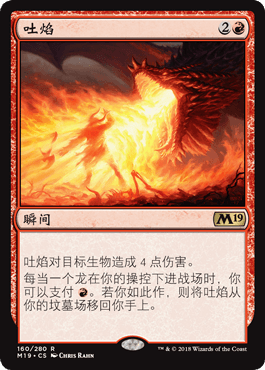 吐焰 2
瞬间 M19
吐焰对目标生物造成 4 点伤害。
每当一个龙在你的操控下进战场时,你
可以支付 。若你如此作,则将吐焰从
你的坟墓场移回你手上。
160/280 R
M19 • CS Chris Rahn
™ & © 2018 Wizards of the Coast